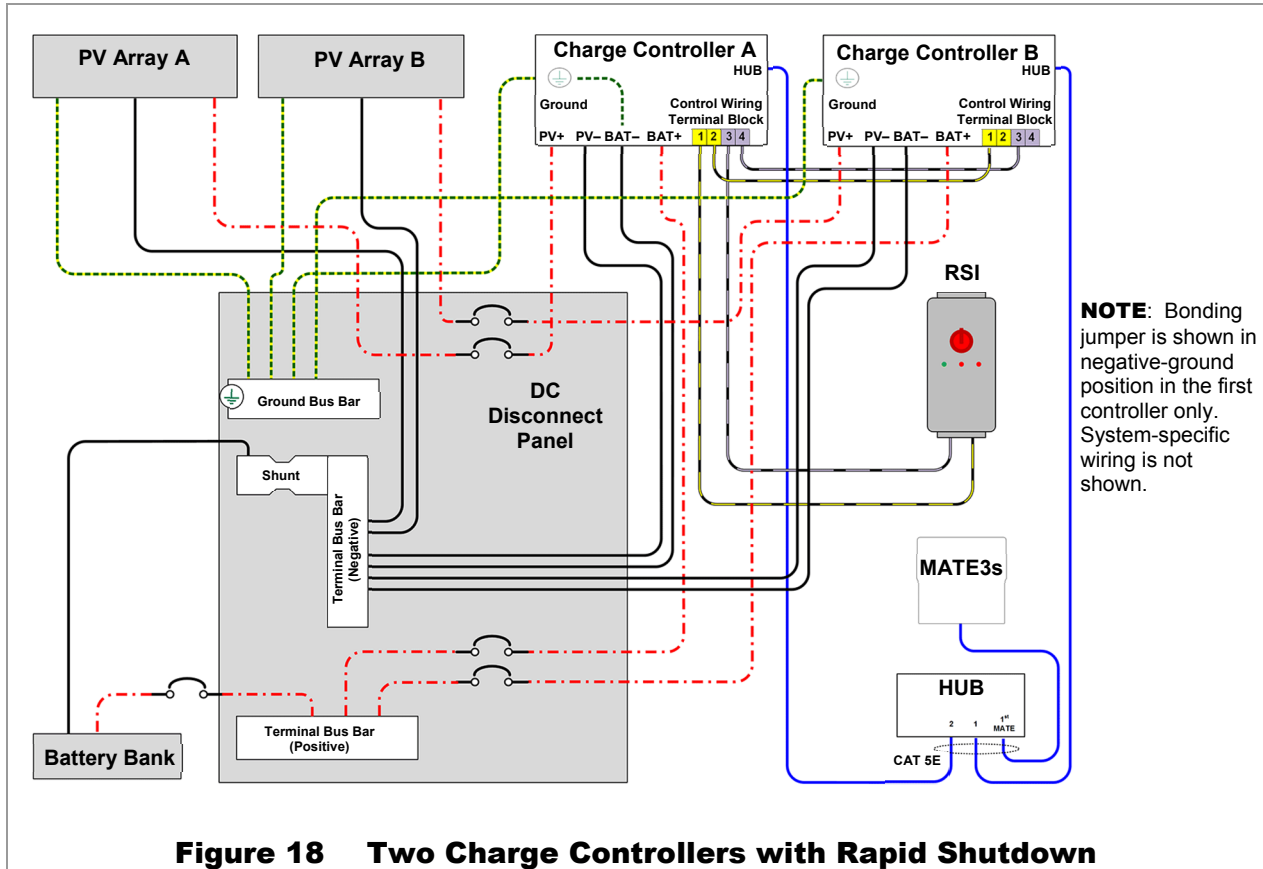 PV Array A
PV Array B
Charge Controller A
HUB
Ground
Control Wiring
Terminal Block
PV+ PV– BAT– BAT+ 1 2 3 4
Charge Controller B
HUB
Ground
Control Wiring
Terminal Block
PV+ PV– BAT– BAT+ 1 2 3 4
RSI
NOTE: Bonding
jumper is shown in
negative-ground
position in the first
controller only.
System-specific
wiring is not
shown.
Ground Bus Bar
DC
Disconnect
Panel
Shunt
Terminal Bus Bar
(Negative)
MATE3s
HUB
2 1 1st
MATE
CAT 5E
Terminal Bus Bar
(Positive)
Battery Bank
Figure 18 Two Charge Controllers with Rapid Shutdown